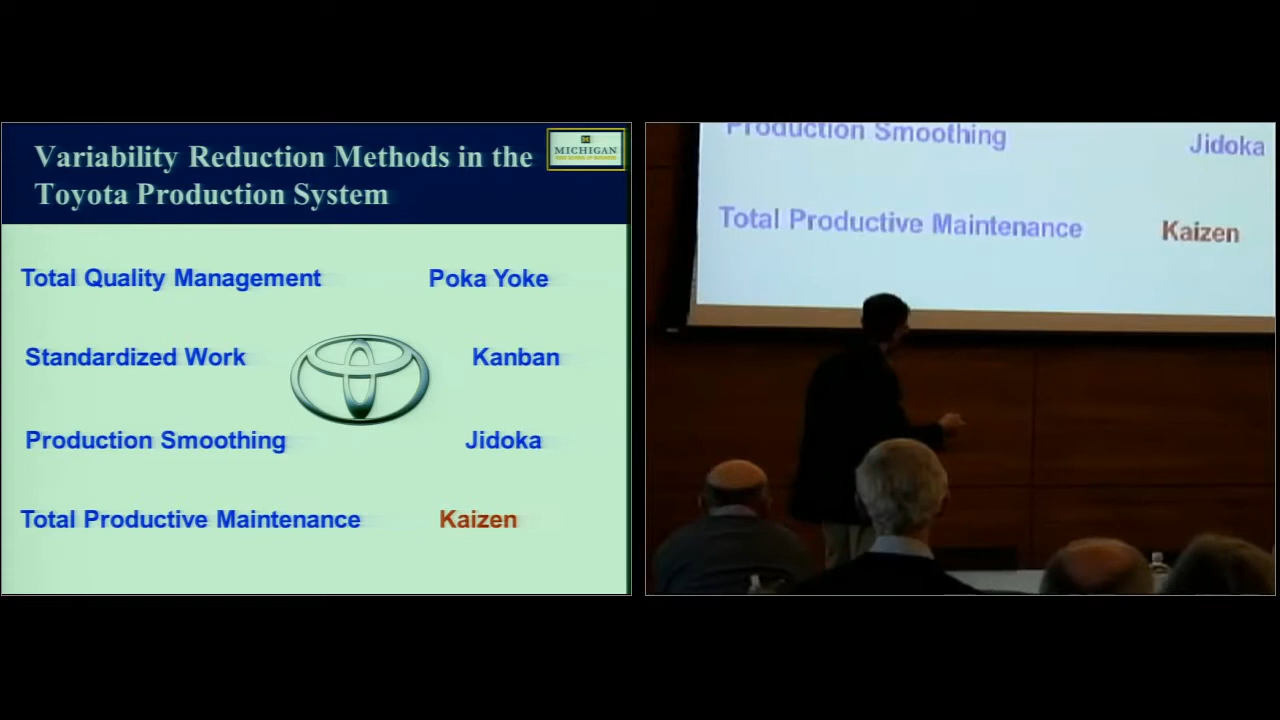 Variability Reduction Methods in the
Toyota Production System
MICHIGAN
Total Quality Management
Poka Yoke
Standardized Work
Kanban
Production Smoothing
Jidoka
Total Productive Maintenance
Kaizen
Production Smoothing
Jidoka
Total Productive Maintenance
Kaizen